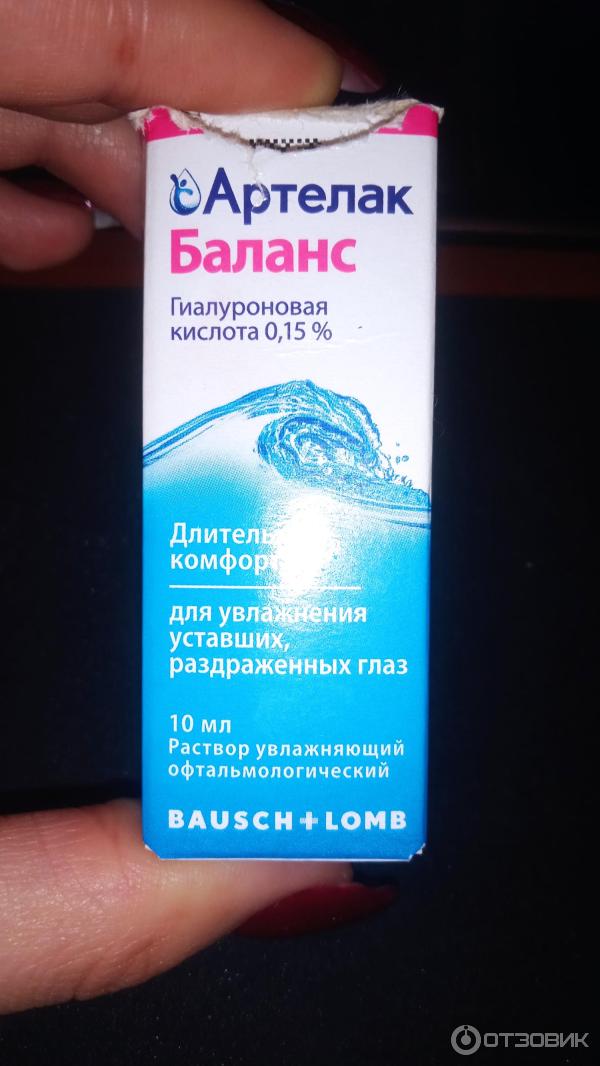 Артелак
Баланс
Гиалуроновая
кислота 0,15 %
комфорт
для увлажнения
уставших,
раздраженных глаз
10 мл
Раствор увлажняющий
офтальмологический
BAUSCH+LOMB
ОТЗОВИК